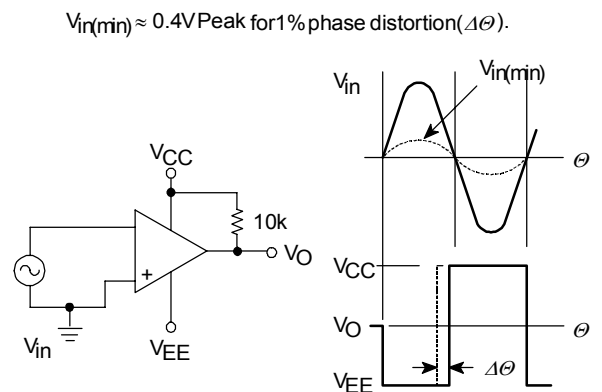 Vin(min) ≈ 0.4V Peak for1% phase distortion(ΔΘ).
Vin
Vin(min)
Θ
VCC
10k
+
VO
Vin
VEE
VCC
VO
Θ
VEE
ΔΘ